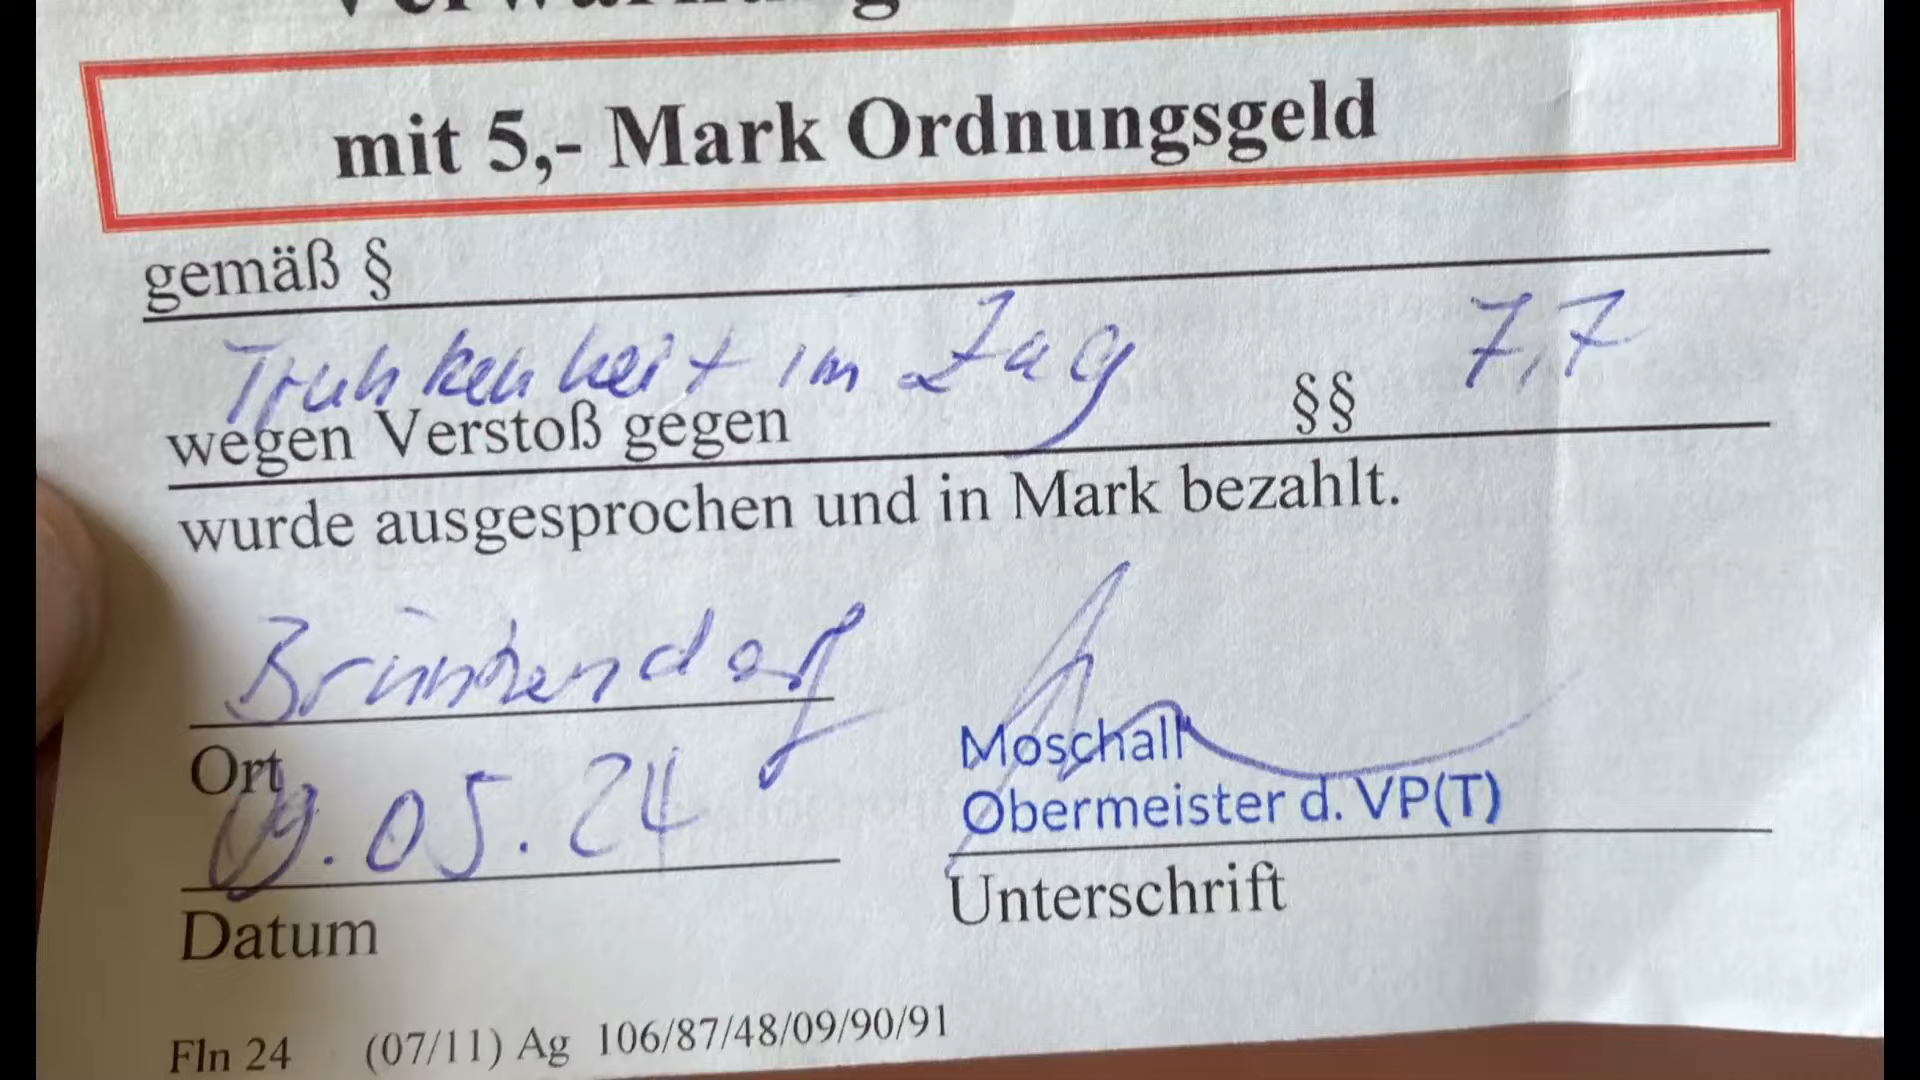 mit 5,- Mark Ordnungsgeld
gemäß §
Trunkenheit im Zug 7,7
wegen Verstoß gegen §§
wurde ausgesprochen und in Mark bezahlt.
Brünkendorf
Ort
09.05.24
Moschall
Obermeister d. VP(T)
Datum
Unterschrift
Fln 24 (07/11) Ag 106/87/48/09/90/91